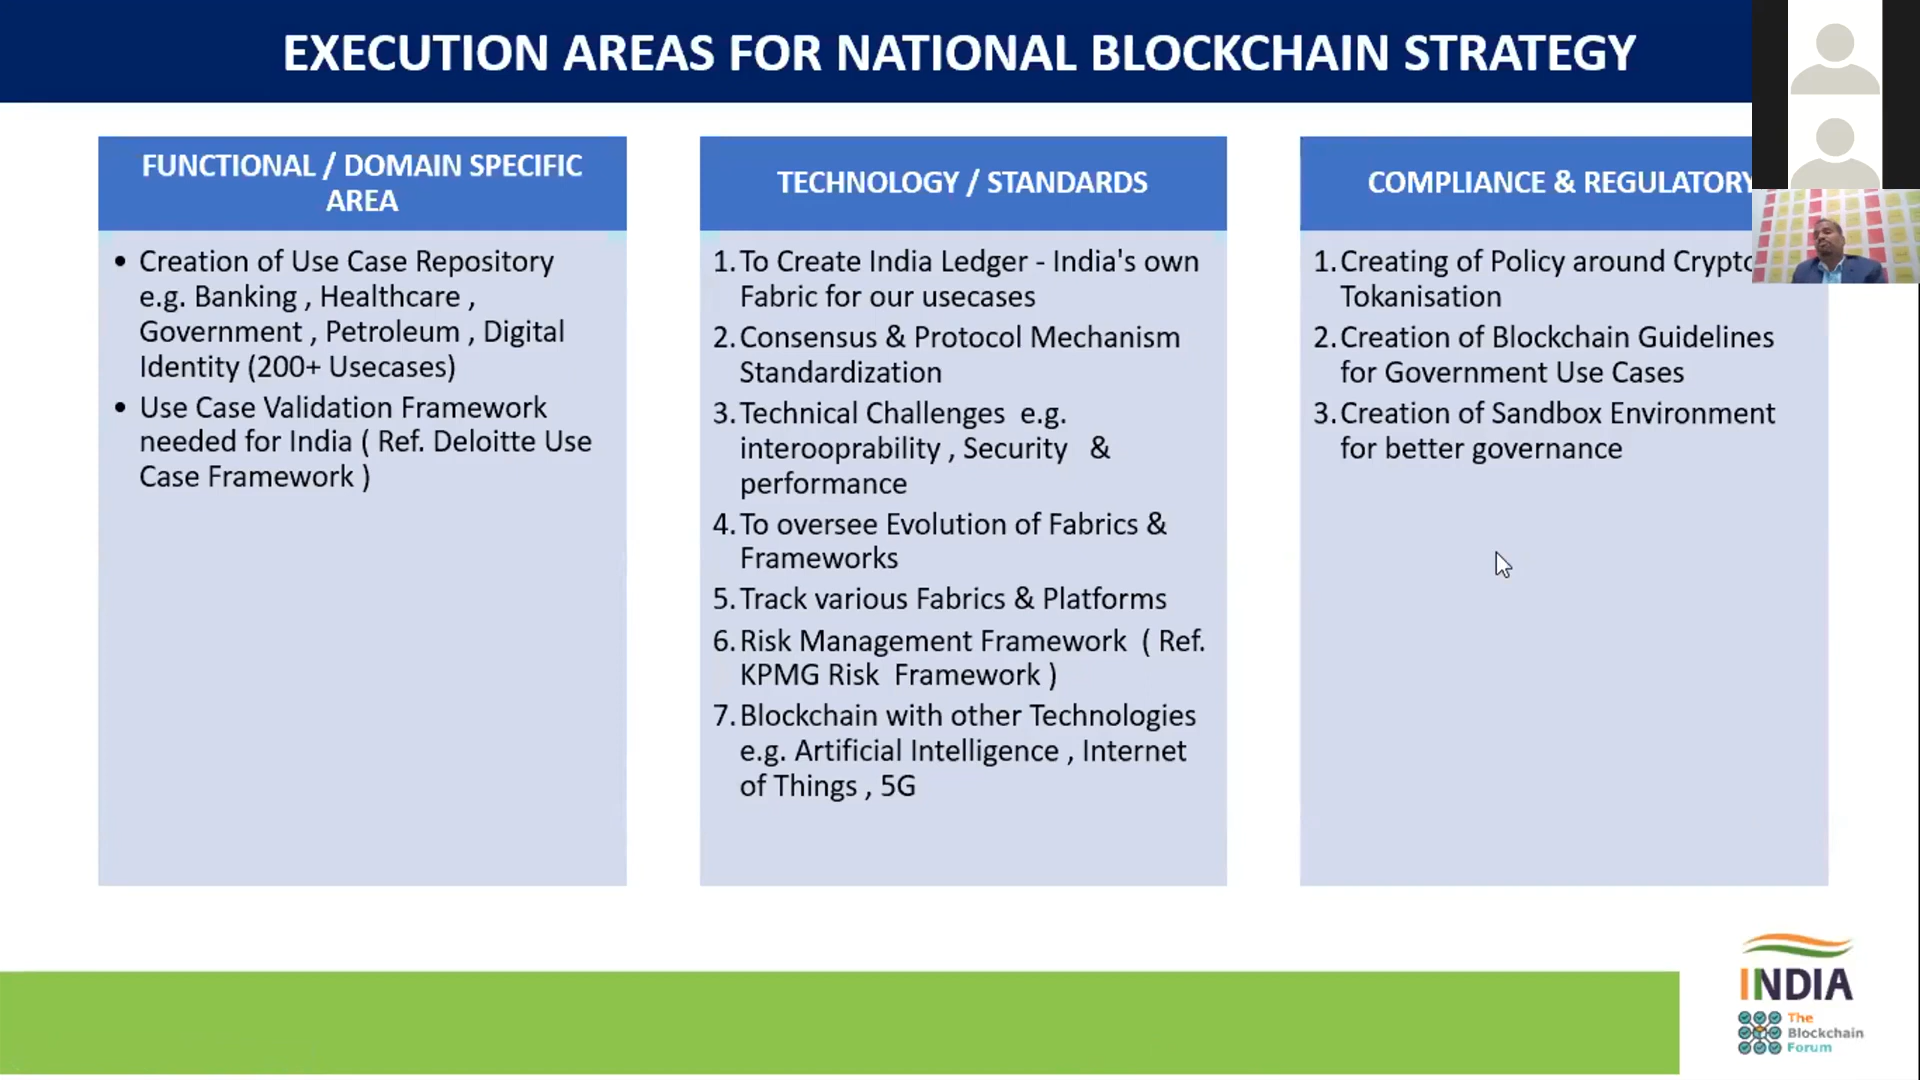 EXECUTION AREAS FOR NATIONAL BLOCKCHAIN STRATEGY
FUNCTIONAL / DOMAIN SPECIFIC
AREA
• Creation of Use Case Repository
e.g. Banking , Healthcare ,
Government , Petroleum , Digital
Identity (200+ Usecases)
• Use Case Validation Framework
needed for India ( Ref. Deloitte Use
Case Framework )
TECHNOLOGY / STANDARDS
1. To Create India Ledger - India's own
Fabric for our usecases
2. Consensus & Protocol Mechanism
Standardization
3. Technical Challenges e.g.
interooprability , Security &
performance
4. To oversee Evolution of Fabrics &
Frameworks
5. Track various Fabrics & Platforms
6. Risk Management Framework ( Ref.
KPMG Risk Framework )
7. Blockchain with other Technologies
e.g. Artificial Intelligence , Internet
of Things , 5G
COMPLIANCE & REGULATORY
1. Creating of Policy around Crypto
Tokanisation
2. Creation of Blockchain Guidelines
for Government Use Cases
3. Creation of Sandbox Environment
for better governance
INDIA
The
Blockchain
Forum